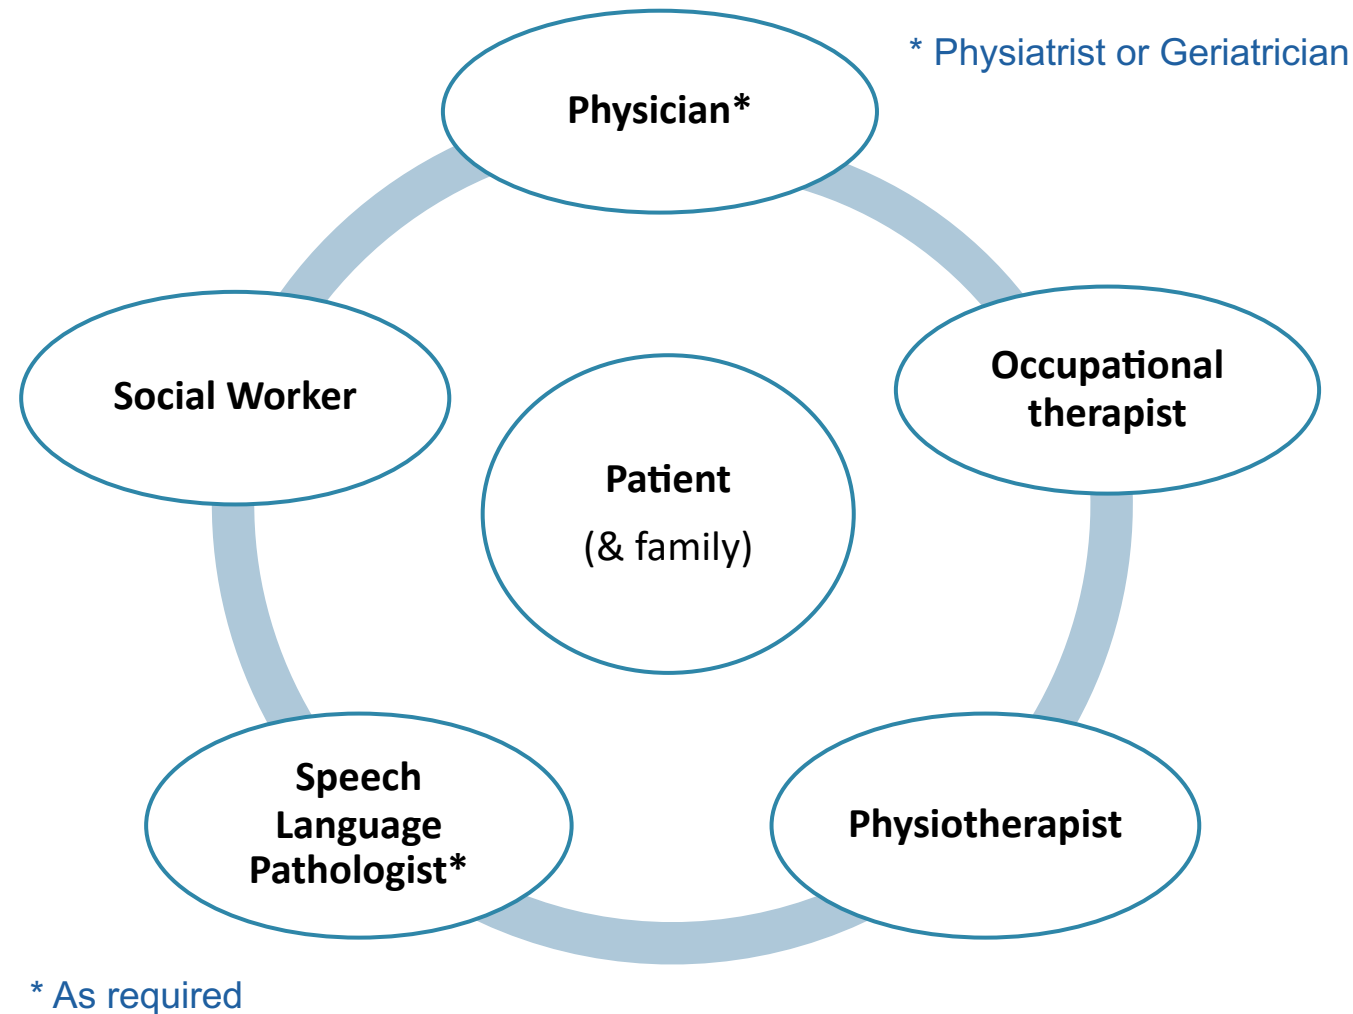 * Physiatrist or Geriatrician
Physician*
Occupational
therapist
Social Worker
Patient
(& family)
Speech
Language
Pathologist*
Physiotherapist
* As required